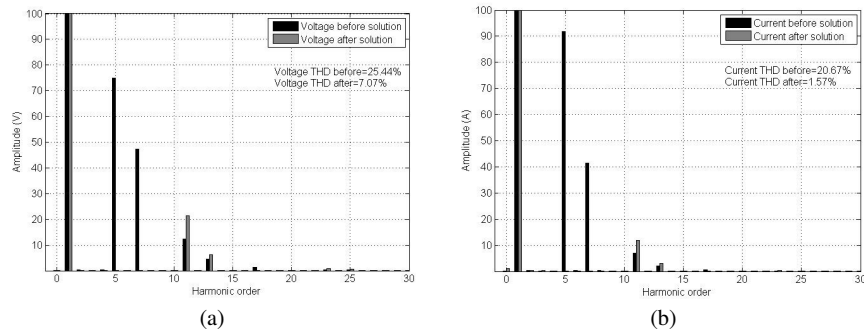 100
90
80
70
60
50
40
30
20
10
Amplitude (V)
Voltage before solution
Voltage after solution
Voltage THD before=25.44%
Voltage THD after=7.07%
0 5 10 15 20 25 30
Harmonic order
(a)
100
90
80
70
60
50
40
30
20
10
Amplitude (A)
Current before solution
Current after solution
Current THD before=20.67%
Current THD after=1.57%
0 5 10 15 20 25 30
Harmonic order
(b)